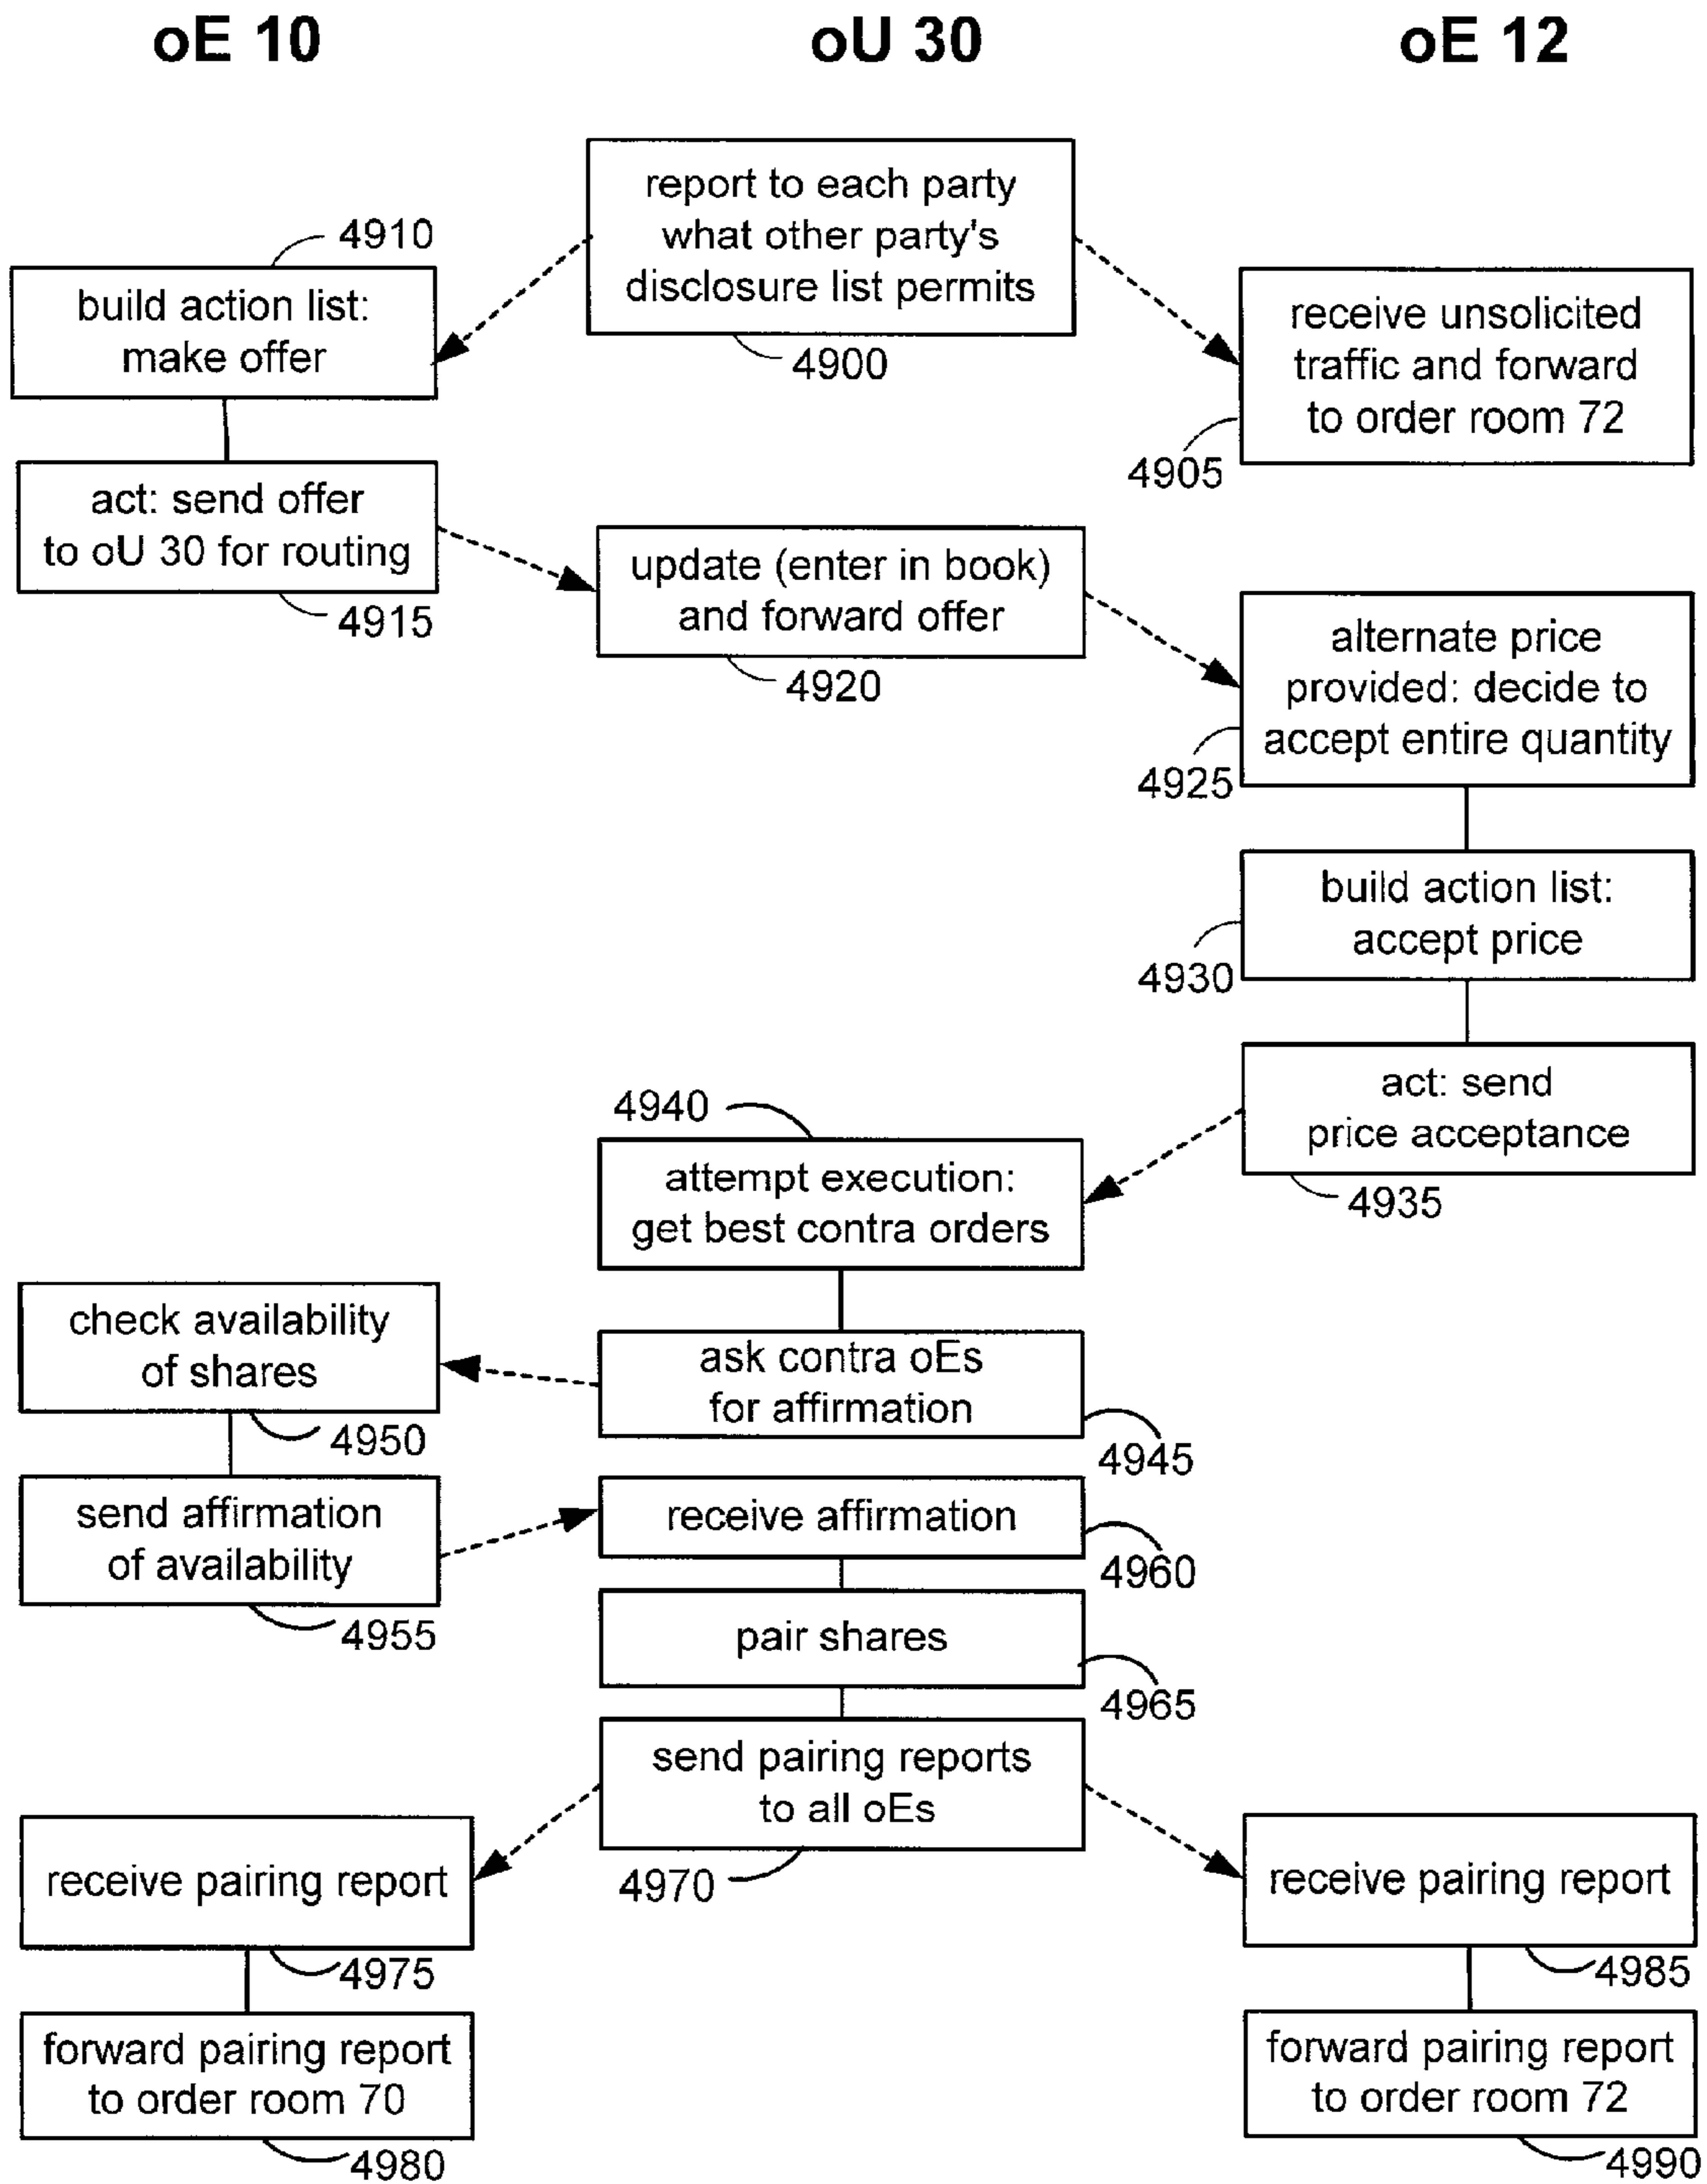 oE 10
oU 30
oE 12
report to each party
what other party's
disclosure list permits
4900
4910
build action list:
make offer
receive unsolicited
traffic and forward
to order room 72
4905
act: send offer
to oU 30 for routing
4915
update (enter in book)
and forward offer
4920
alternate price
provided: decide to
accept entire quantity
4925
build action list:
accept price
4930
act: send
price acceptance
4935
4940
attempt execution:
get best contra orders
ask contra oEs
for affirmation
4945
check availability
of shares
4950
send affirmation
of availability
4955
receive affirmation
4960
pair shares
4965
send pairing reports
to all oEs
4970
receive pairing report
4975
receive pairing report
4985
forward pairing report
to order room 70
4980
forward pairing report
to order room 72
4990